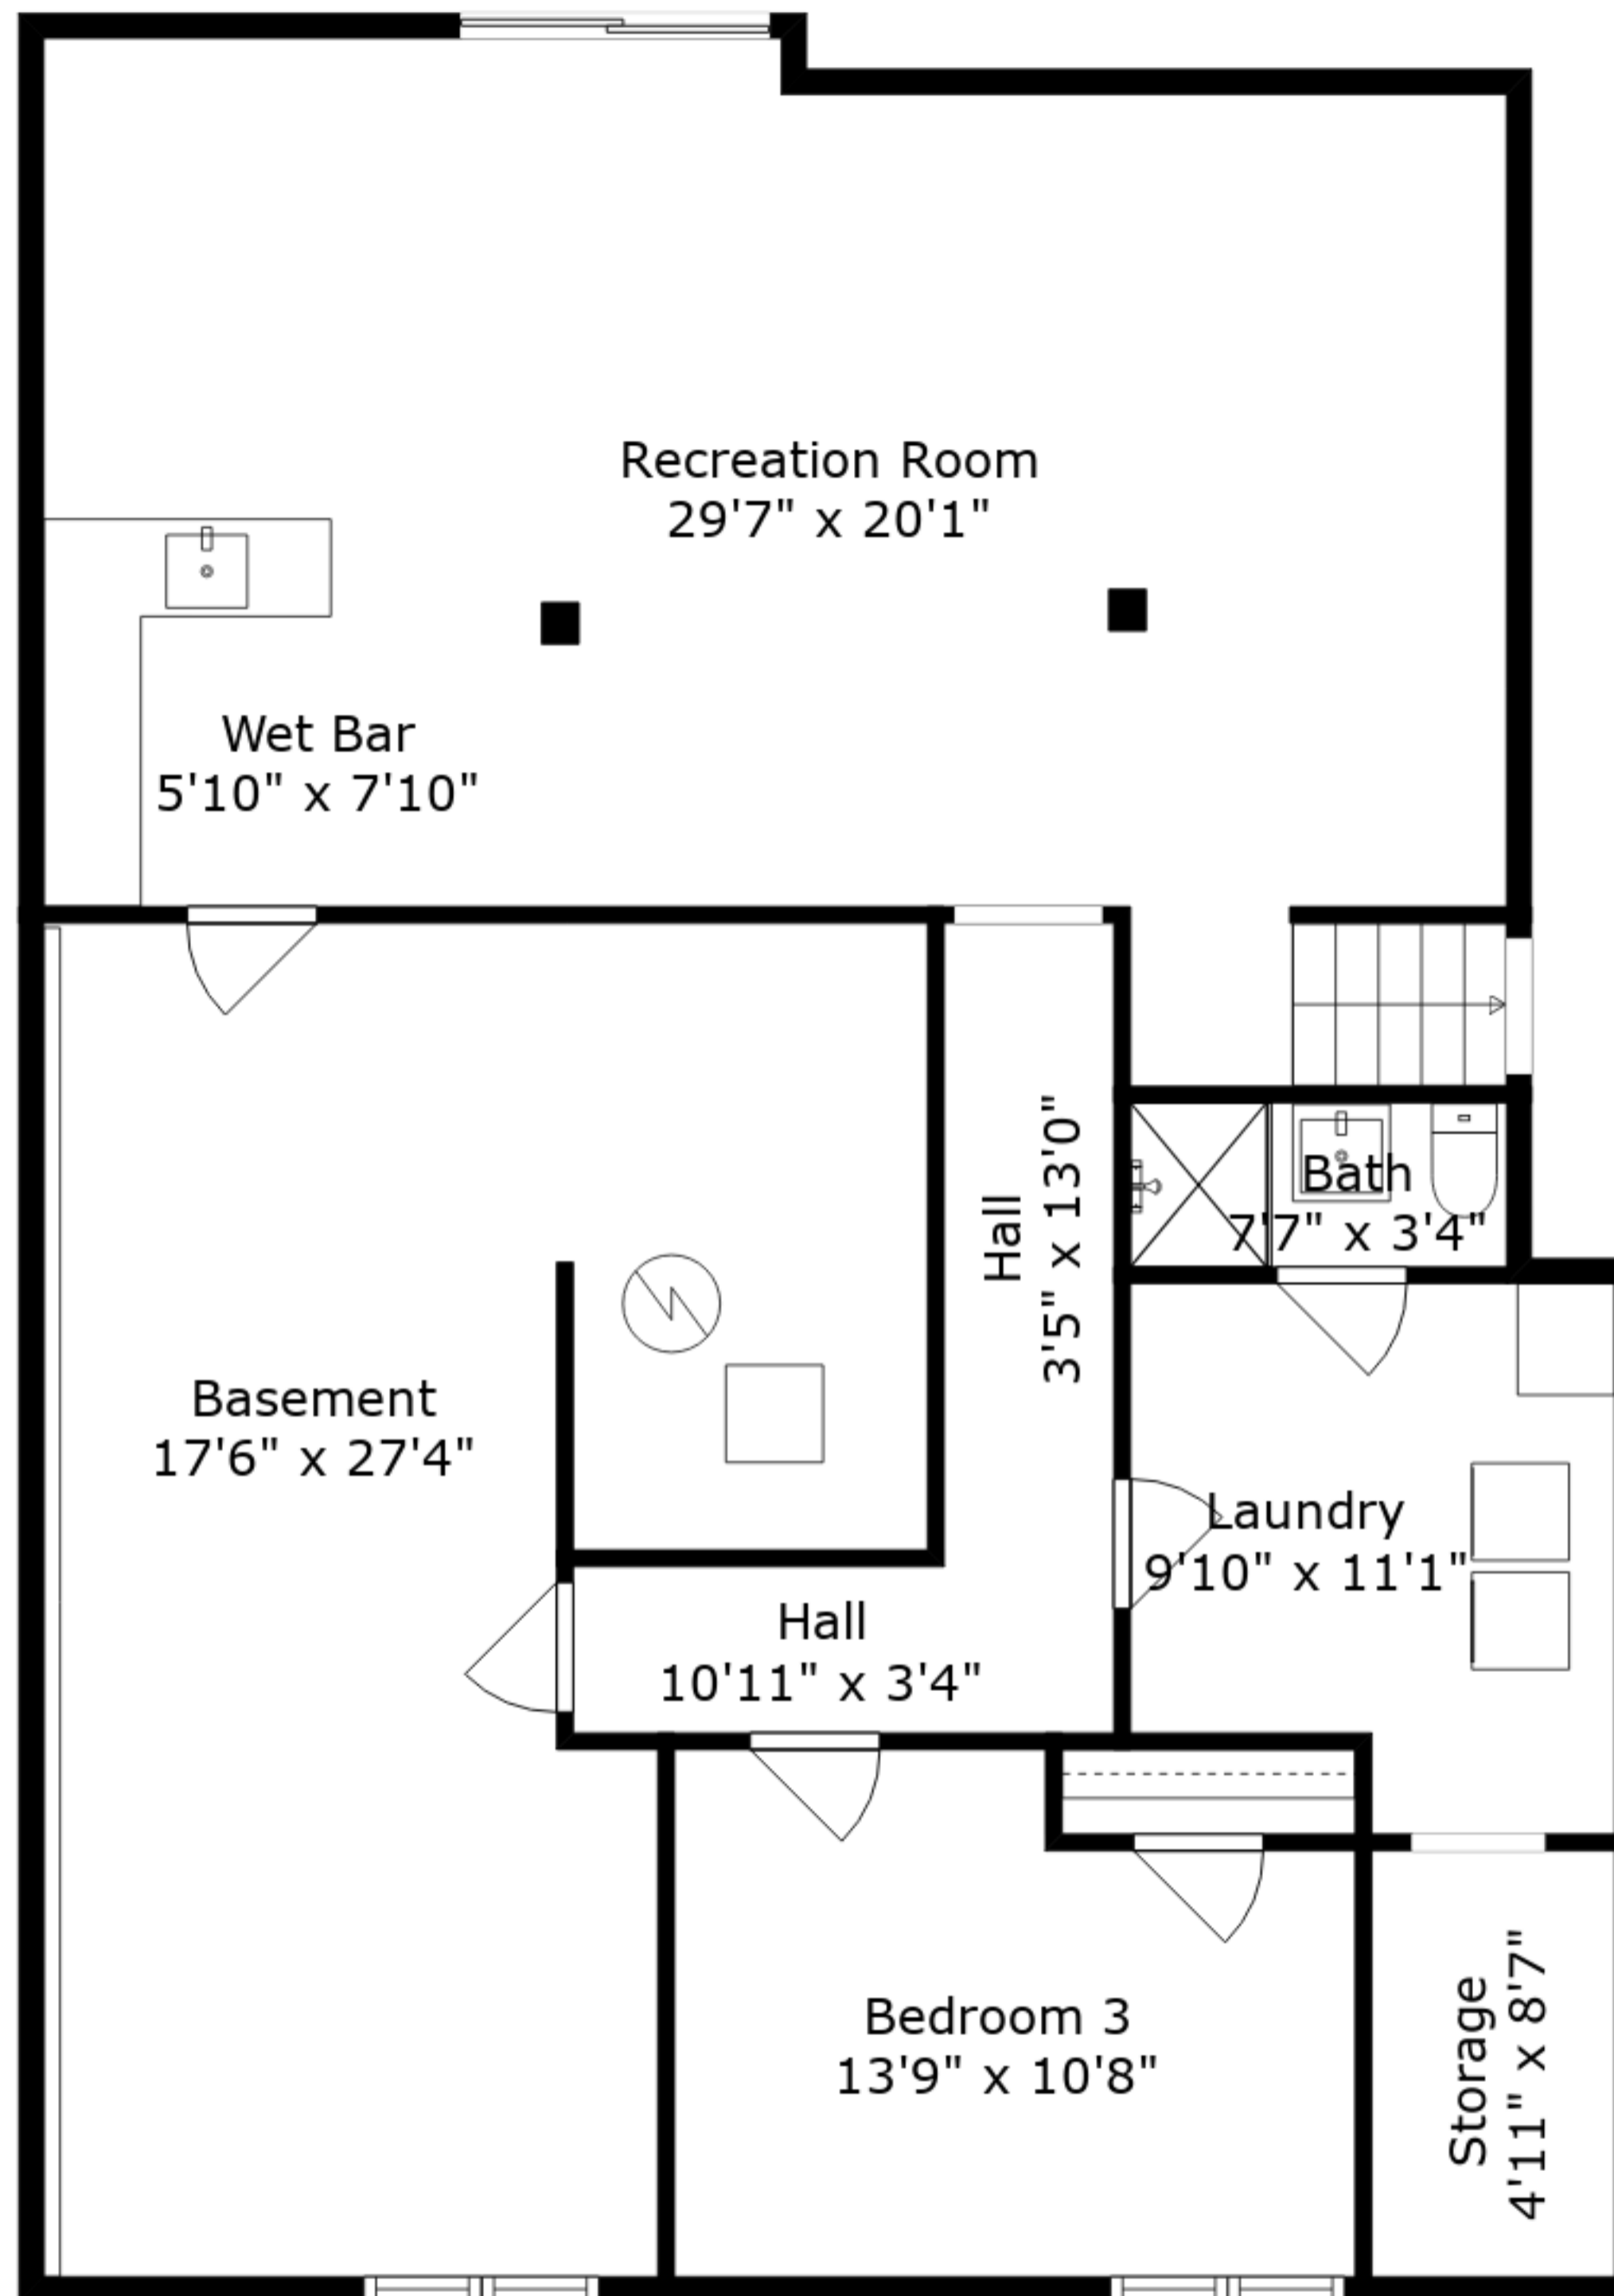 Recreation Room
29'7" x 20'1"
Wet Bar
5'10" x 7'10"
Hall
3'5" x 13'0"
Bath
7'7" x 3'4"
Basement
17'6" x 27'4"
Laundry
9'10" x 11'1"
Hall
10'11" x 3'4"
Bedroom 3
13'9" x 10'8"
Storage
4'11" x 8'7"